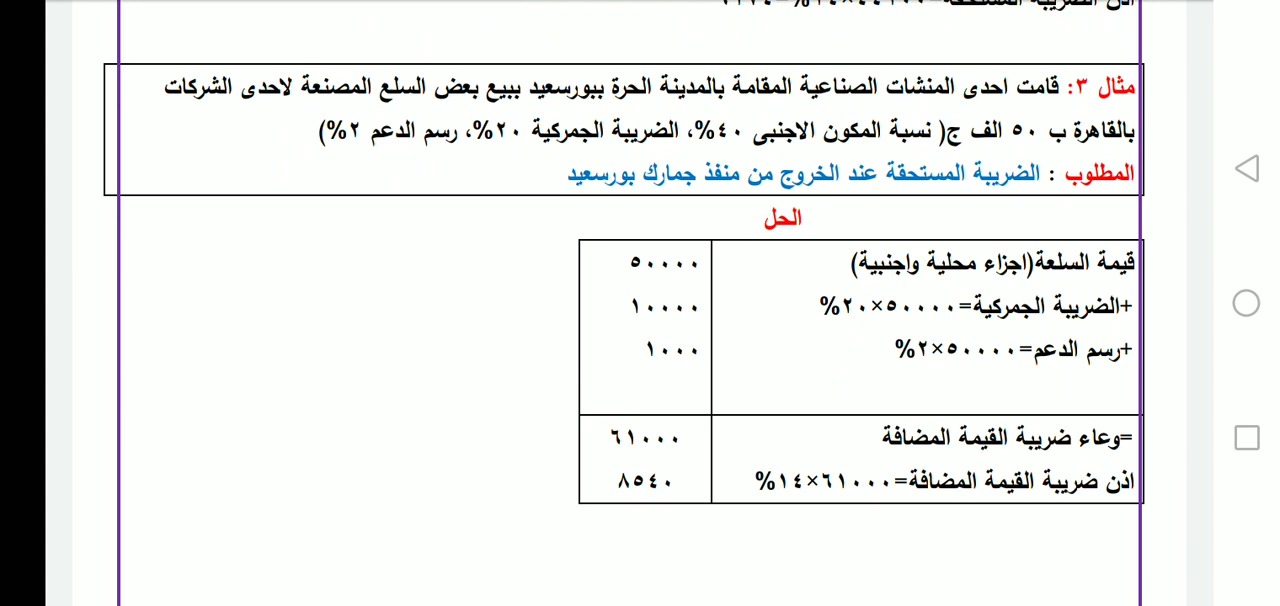 مثال ٣: قامت احدى المنشات الصناعية المقامة بالمدينة الحرة ببورسعيد ببيع بعض السلع المصنعة لاحدى الشركات
بالقاهرة ب ٥٠ الف ج( نسبة المكون الاجنبى ٤٠%، الضريبة الجمركية ٢٠%، رسم الدعم ٢%)
المطلوب : الضريبة المستحقة عند الخروج من منفذ جمارك بورسعيد
الحل
قيمة السلعة(اجزاء محلية واجنبية) ٥٠٠٠٠
+الضريبة الجمركية=٥٠٠٠٠×٢٠% ١٠٠٠٠
+رسم الدعم=٥٠٠٠٠×٢% ١٠٠٠
=وعاء ضريبة القيمة المضافة ٦١٠٠٠
اذن ضريبة القيمة المضافة=٦١٠٠٠×١٤% ٨٥٤٠